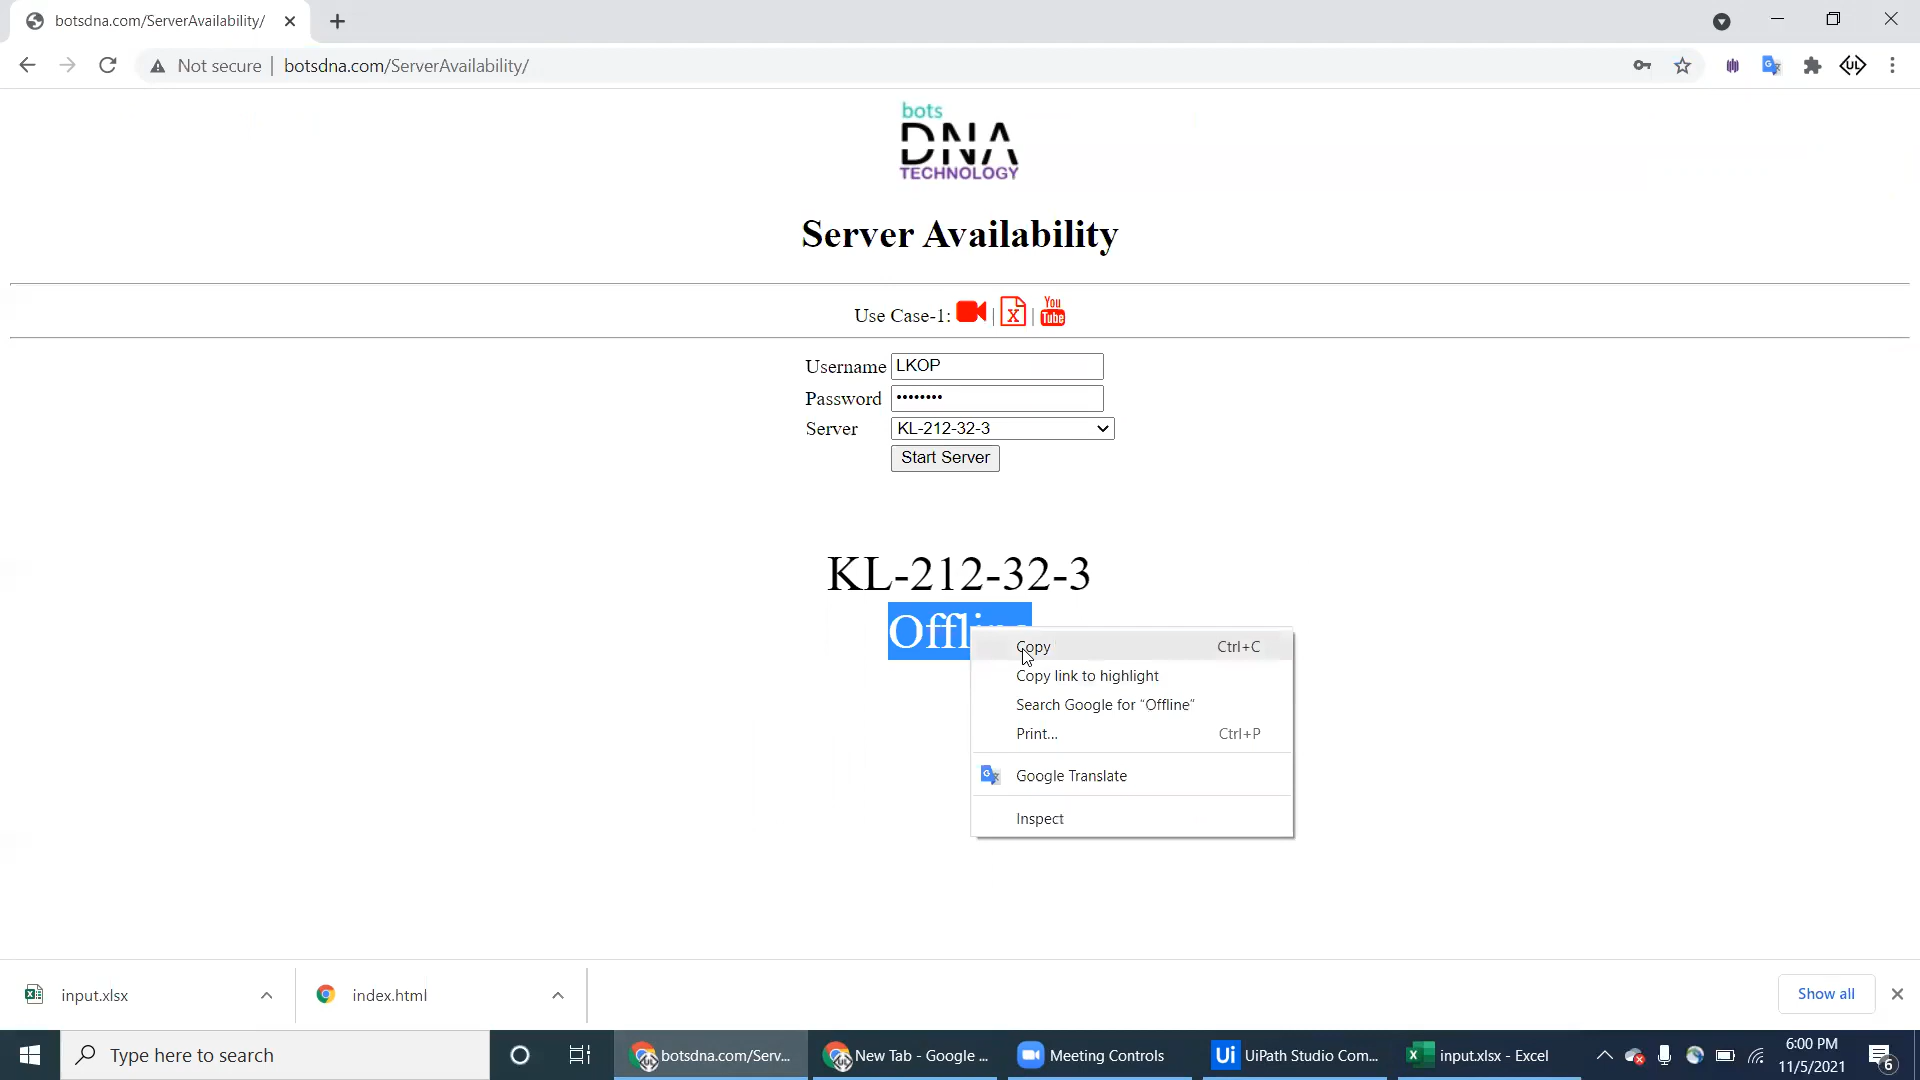 botsdna.com/ServerAvailability/
Not secure | botsdna.com/ServerAvailability/
bots
DNA
TECHNOLOGY
Server Availability
Use Case-1: | X | You Tube
Username LKOP
Password ••••••••
Server KL-212-32-3
Start Server
KL-212-32-3
Offline
Copy Ctrl+C
Copy link to highlight
Search Google for “Offline”
Print... Ctrl+P
Google Translate
Inspect
input.xlsx
index.html
Show all
Type here to search
botsdna.com/Serv...
New Tab - Google ...
Meeting Controls
Ui UiPath Studio Com...
input.xlsx - Excel
6:00 PM
11/5/2021
6